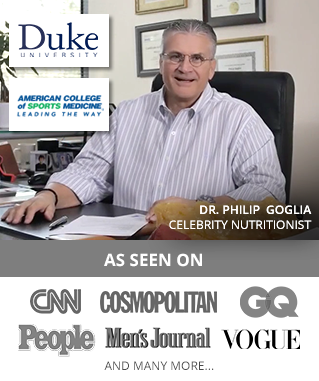 Duke
UNIVERSITY
AMERICAN COLLEGE
of SPORTS MEDICINE
LEADING THE WAY
DR. PHILIP GOGLIA
CELEBRITY NUTRITIONIST
AS SEEN ON
CNN COSMOPOLITAN GQ
People Men's Journal VOGUE
AND MANY MORE...